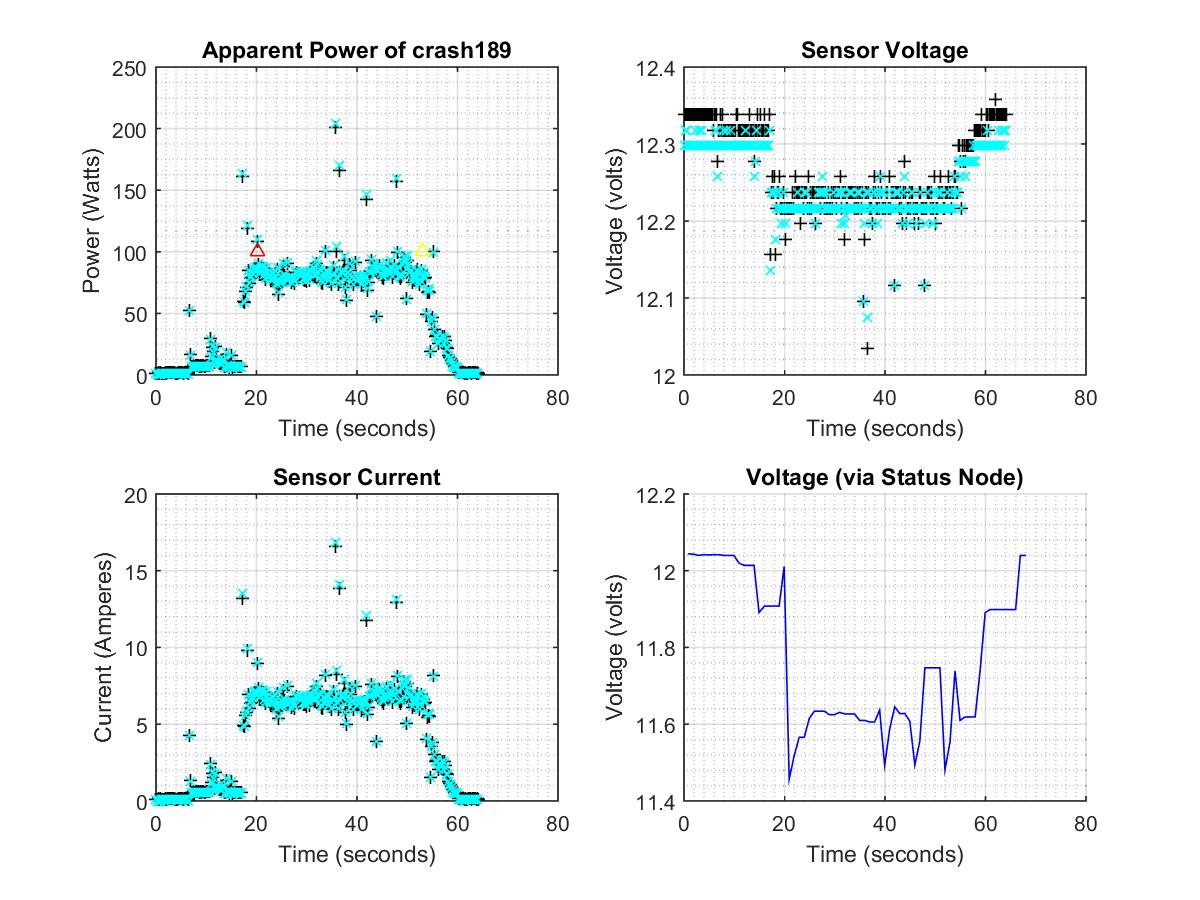 Apparent Power of crash189
250
200
150
100
50
0
Power (Watts)
0 20 40 60 80
Time (seconds)
Sensor Voltage
12.4
12.3
12.2
12.1
12
Voltage (volts)
0 20 40 60 80
Time (seconds)
Sensor Current
20
15
10
5
0
Current (Amperes)
0 20 40 60 80
Time (seconds)
Voltage (via Status Node)
12.2
12
11.8
11.6
11.4
Voltage (volts)
0 20 40 60 80
Time (seconds)